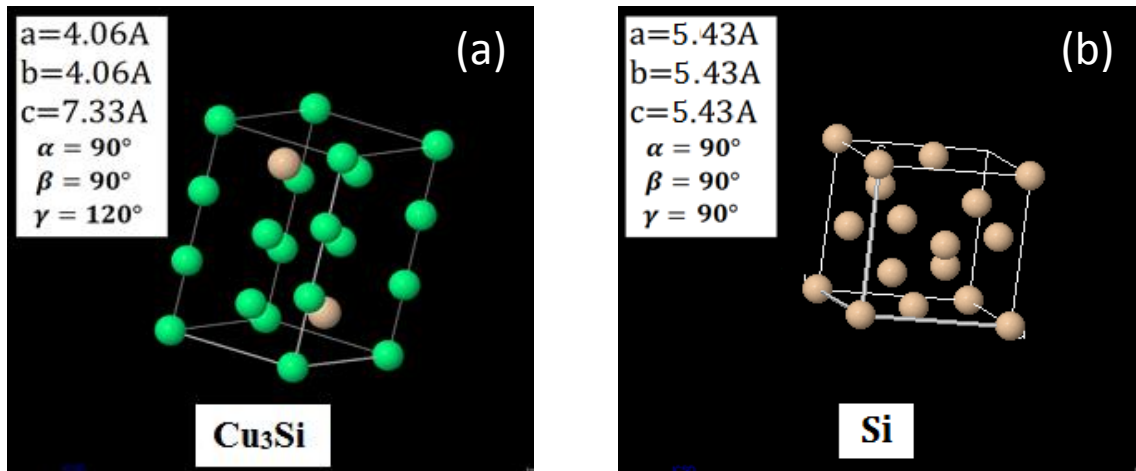 a=4.06A
b=4.06A
c=7.33A
α = 90°
β = 90°
γ = 120°
(a)
Cu₃Si
a=5.43A
b=5.43A
c=5.43A
α = 90°
β = 90°
γ = 90°
(b)
Si